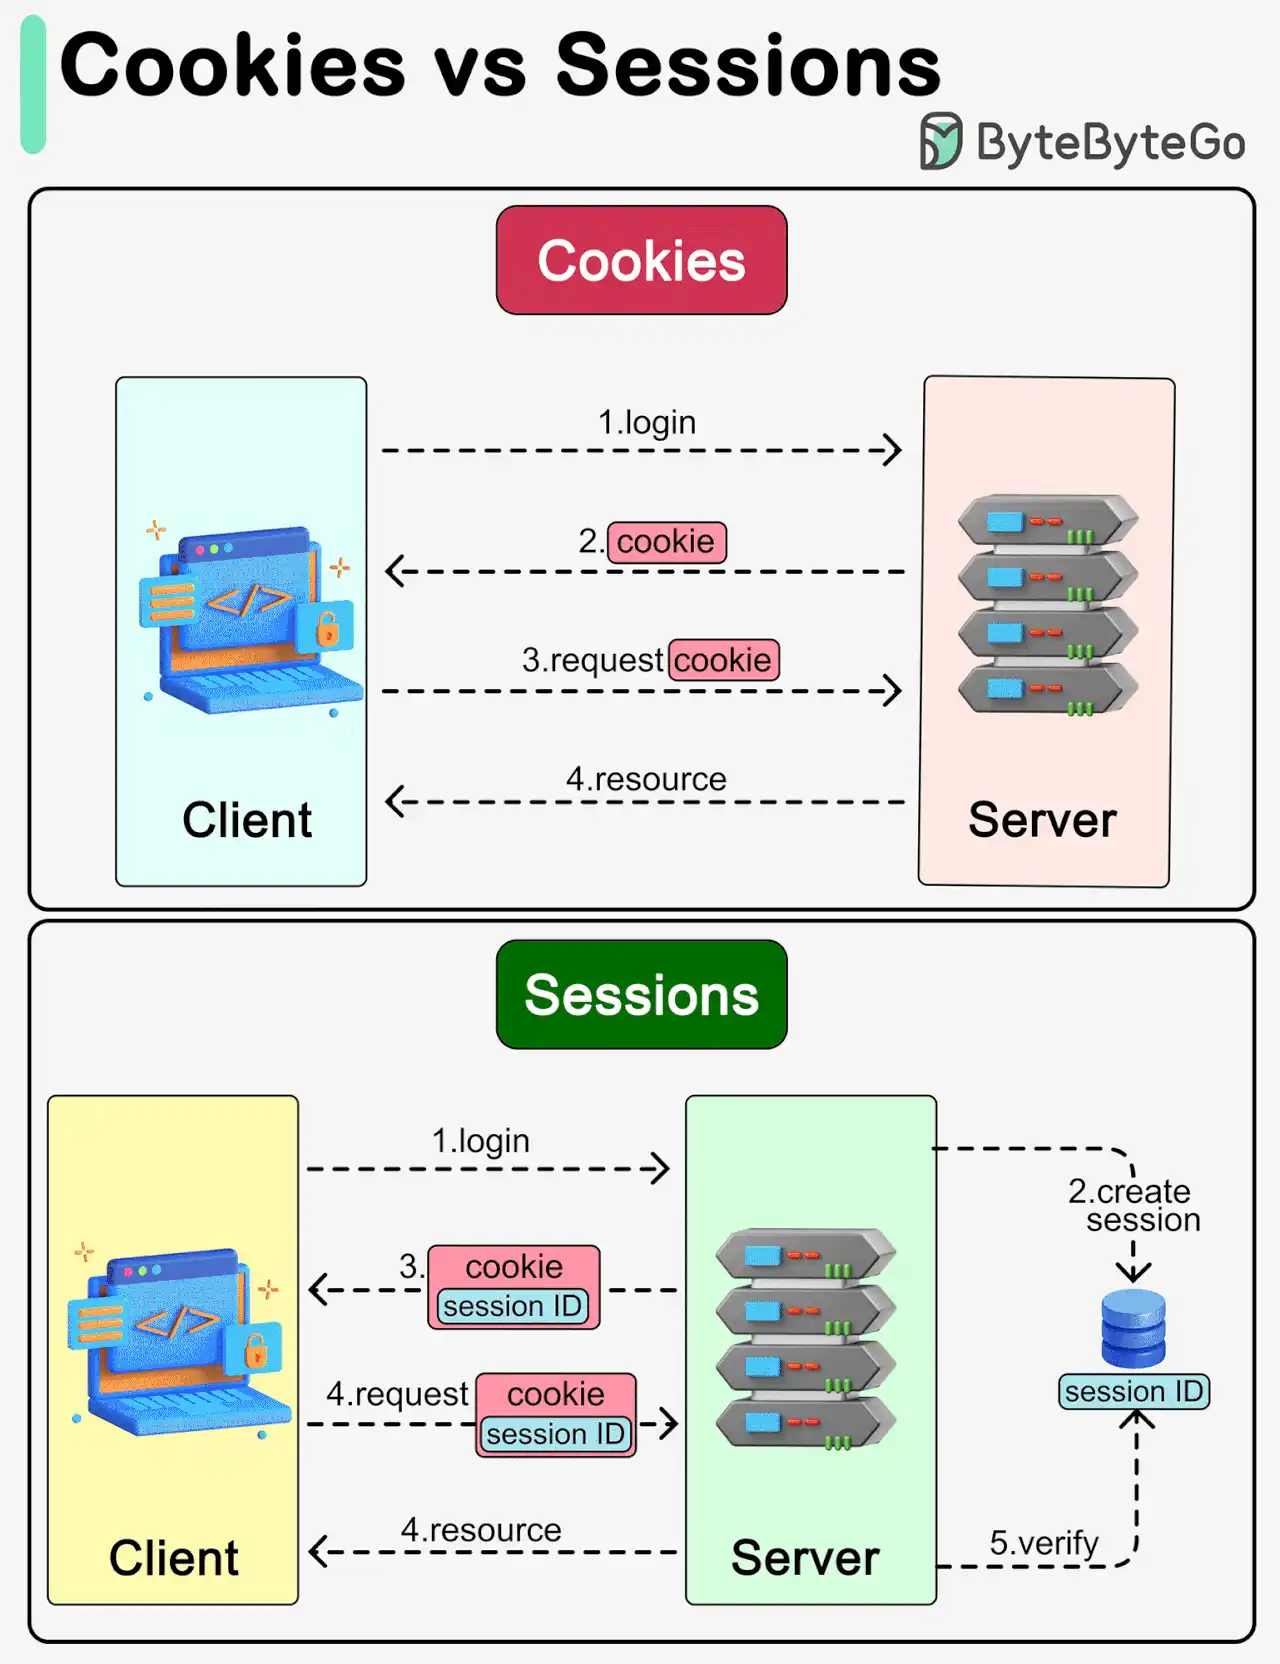 Cookies vs Sessions
ByteByteGo
Cookies
1.login
2. cookie
3.request cookie
4.resource
Client
Server
Sessions
1.login
2.create
session
3. cookie
session ID
session ID
4.request cookie
session ID
4.resource
5.verify
Client
Server